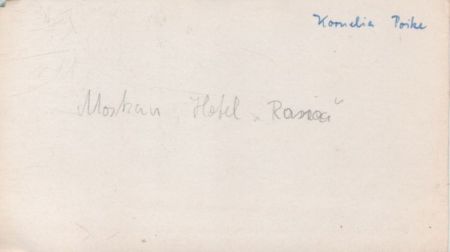 Kornelia Poike
Moskau, Hotel „Rossia“